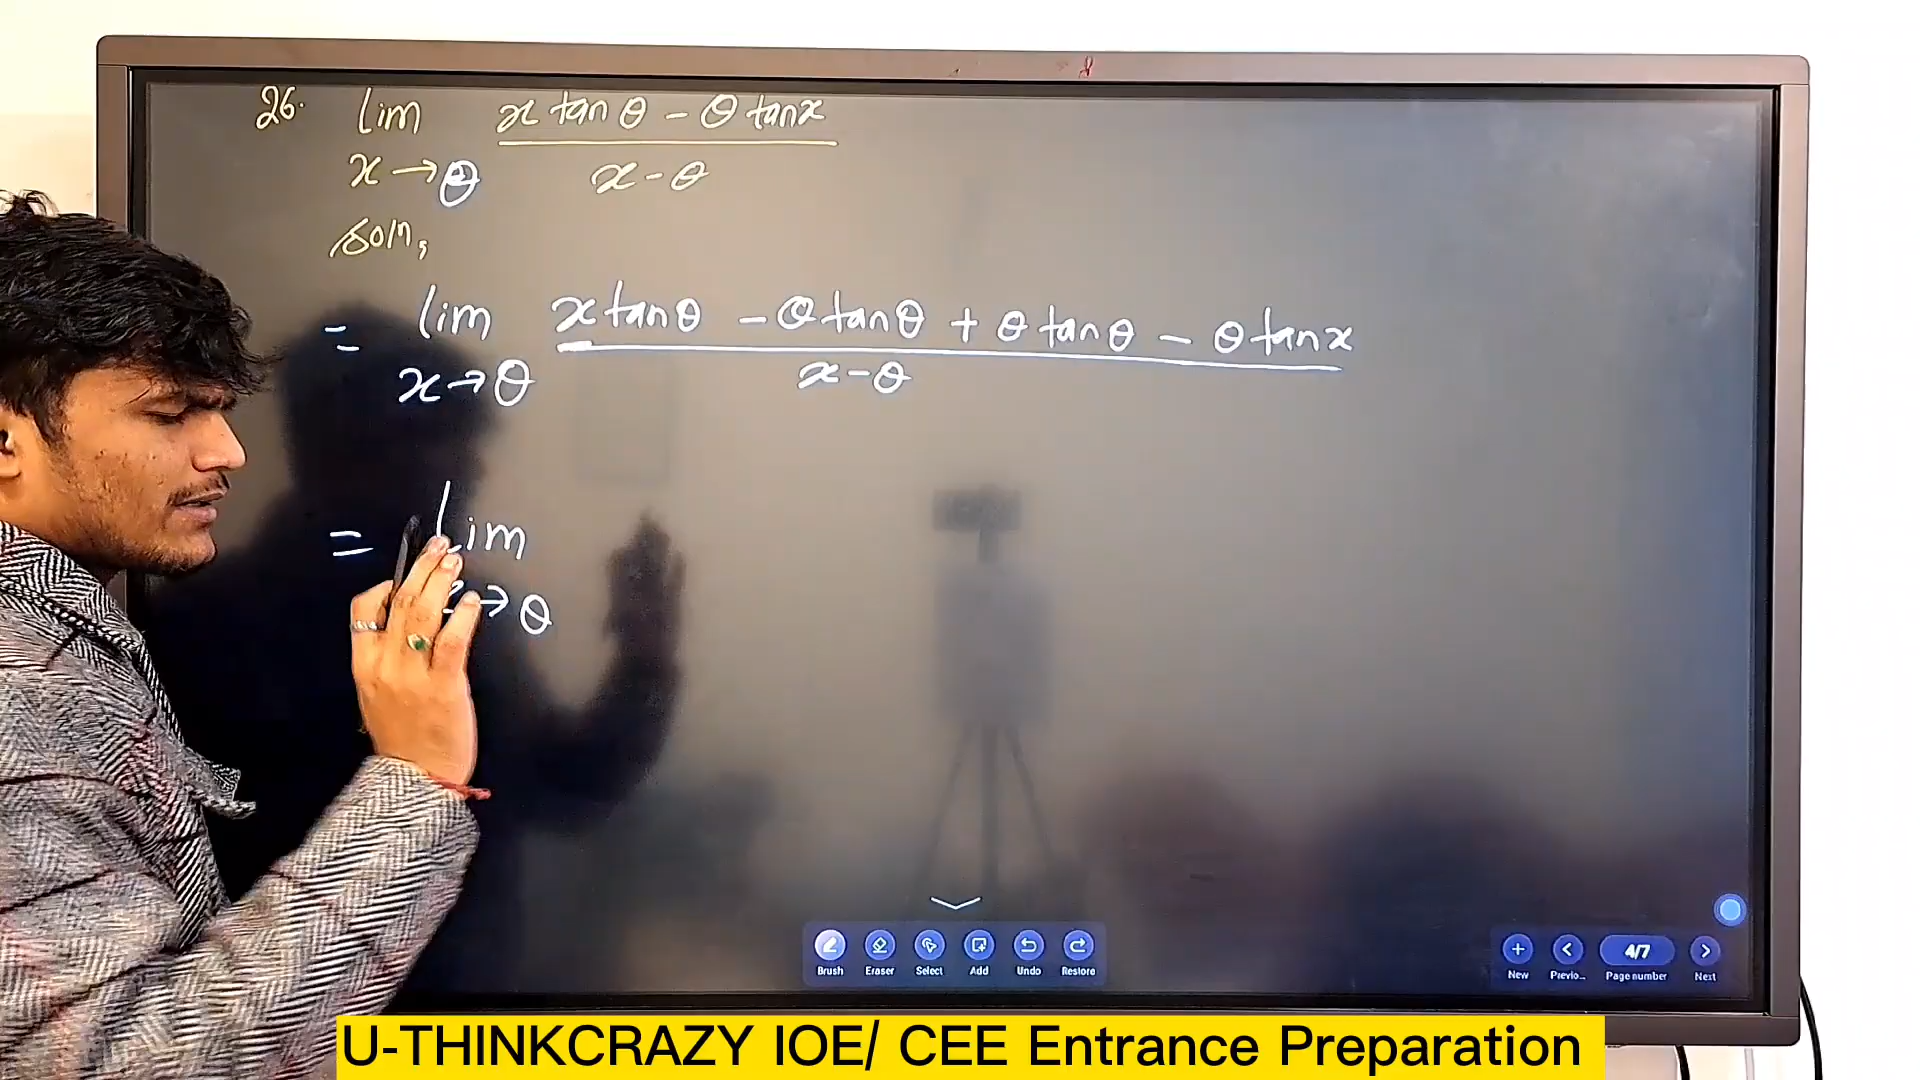 26. lim x tan θ - θ tan x
x → θ x - θ
soln,
= lim x tan θ - θ tan θ + θ tan θ - θ tan x
x → θ x - θ
= Lim
→ θ
Brush Eraser Select Add Undo Restore
New Previo... 4/7 Page number Next
U-THINKCRAZY IOE/ CEE Entrance Preparation